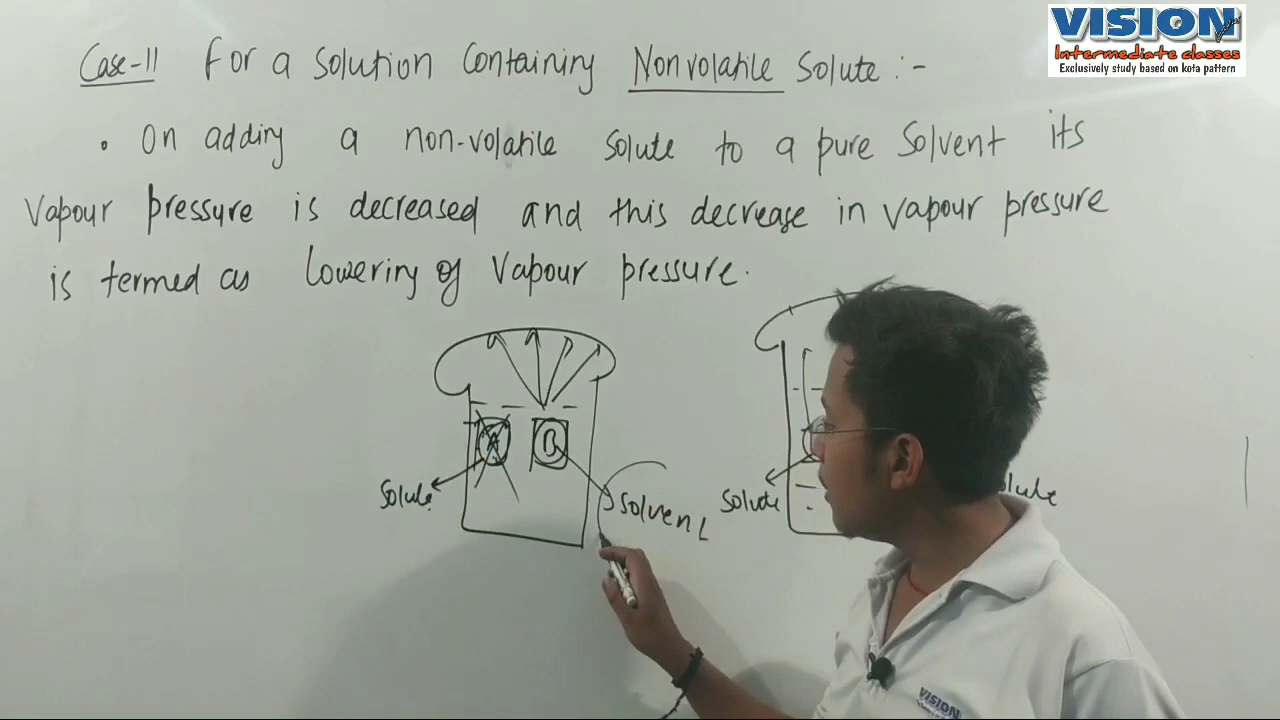 VISION
Intermediate classes
Exclusively study based on kota pattern
Case-II for a solution Containing Nonvolatile Solute :-
• On adding a non-volatile solute to a pure Solvent its
Vapour pressure is decreased and this decrease in vapour pressure
is termed as lowering of vapour pressure.
A B
Solute Solvent Solute olute
VISION